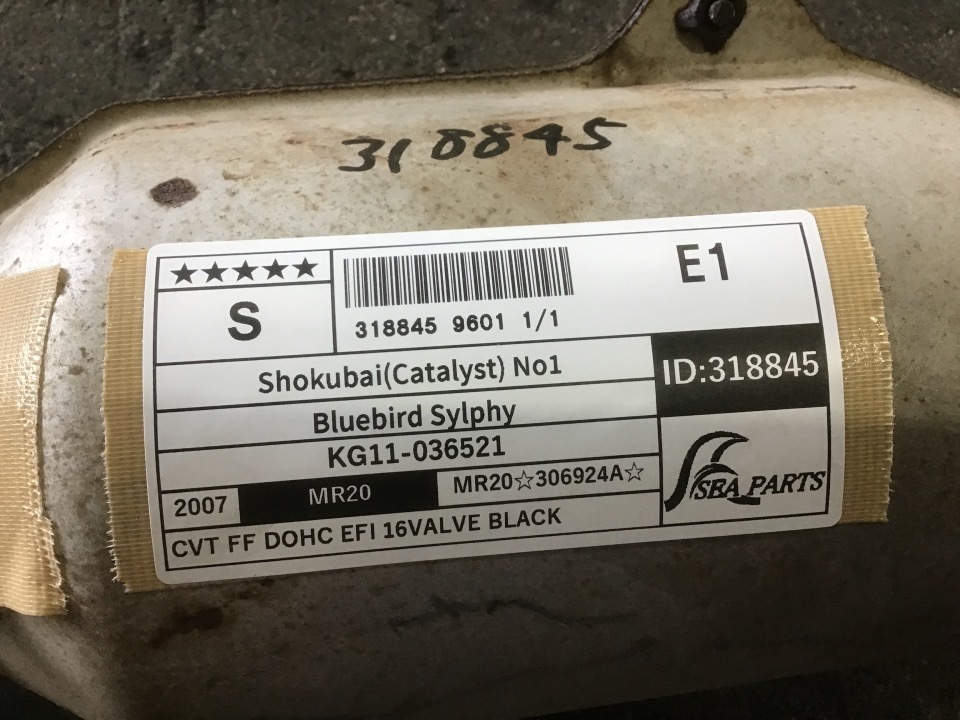 318845
★★★★★
S
318845 9601 1/1
E1
Shokubai(Catalyst) No1
ID:318845
Bluebird Sylphy
KG11-036521
2007
MR20
MR20☆306924A☆
SBA PARTS
CVT FF DOHC EFI 16VALVE BLACK